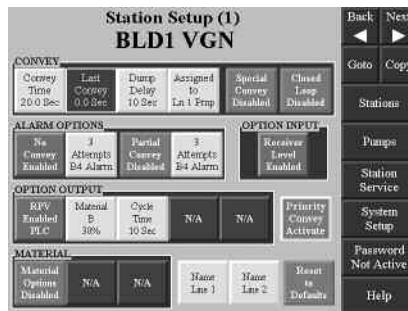 Station Setup (1)
BLD1 VGN
Back Next
Goto Copy
CONVEY
Convey Time 20.0 Sec
Last Convey 0.0 Sec
Dump Delay 10 Sec
Assigned to Ln 1 Pmp
Special Convey Disabled
Closed Loop Disabled
Stations
ALARM OPTIONS
No Convey Enabled
3 Attempts B4 Alarm
Partial Convey Disabled
3 Attempts B4 Alarm
OPTION INPUT
Receiver Level Enabled
Pumps
Station Service
OPTION OUTPUT
RPV Enabled PLC
Material B 30%
Cycle Time 10 Sec
N/A
N/A
Priority Convey Activate
System Setup
Password Not Active
MATERIAL
Material Options Disabled
N/A
N/A
Name Line 1
Name Line 2
Reset to Defaults
Help